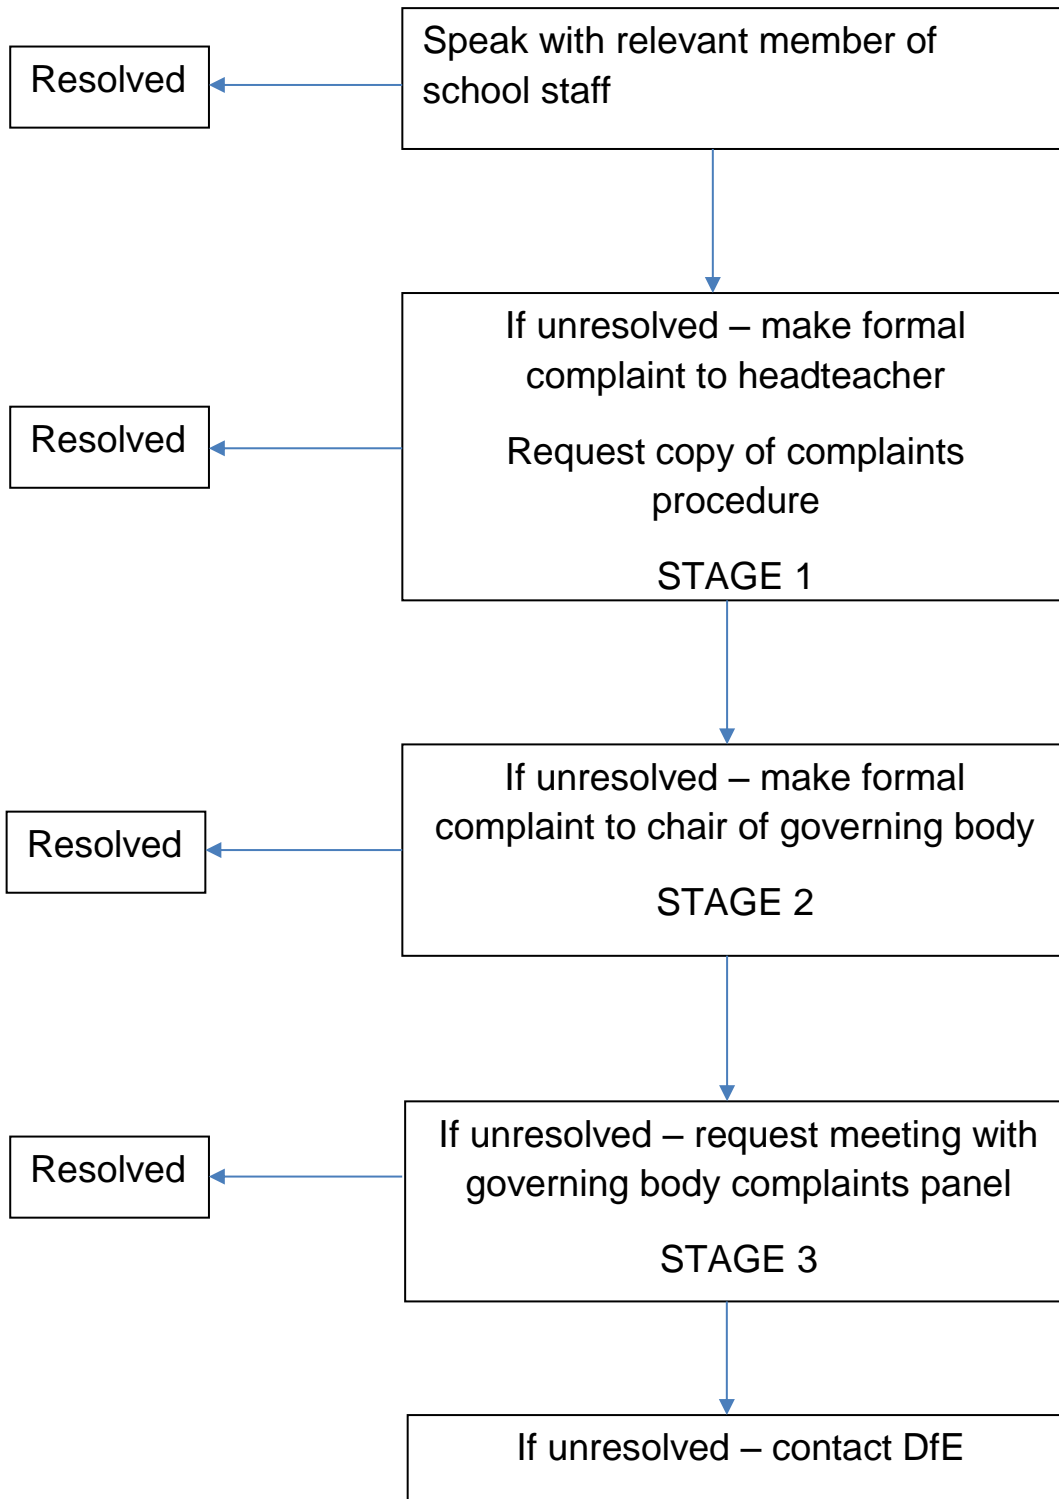 Speak with relevant member of
school staff
Resolved
If unresolved – make formal
complaint to headteacher
Request copy of complaints
procedure
STAGE 1
Resolved
If unresolved – make formal
complaint to chair of governing body
STAGE 2
Resolved
If unresolved – request meeting with
governing body complaints panel
STAGE 3
Resolved
If unresolved – contact DfE